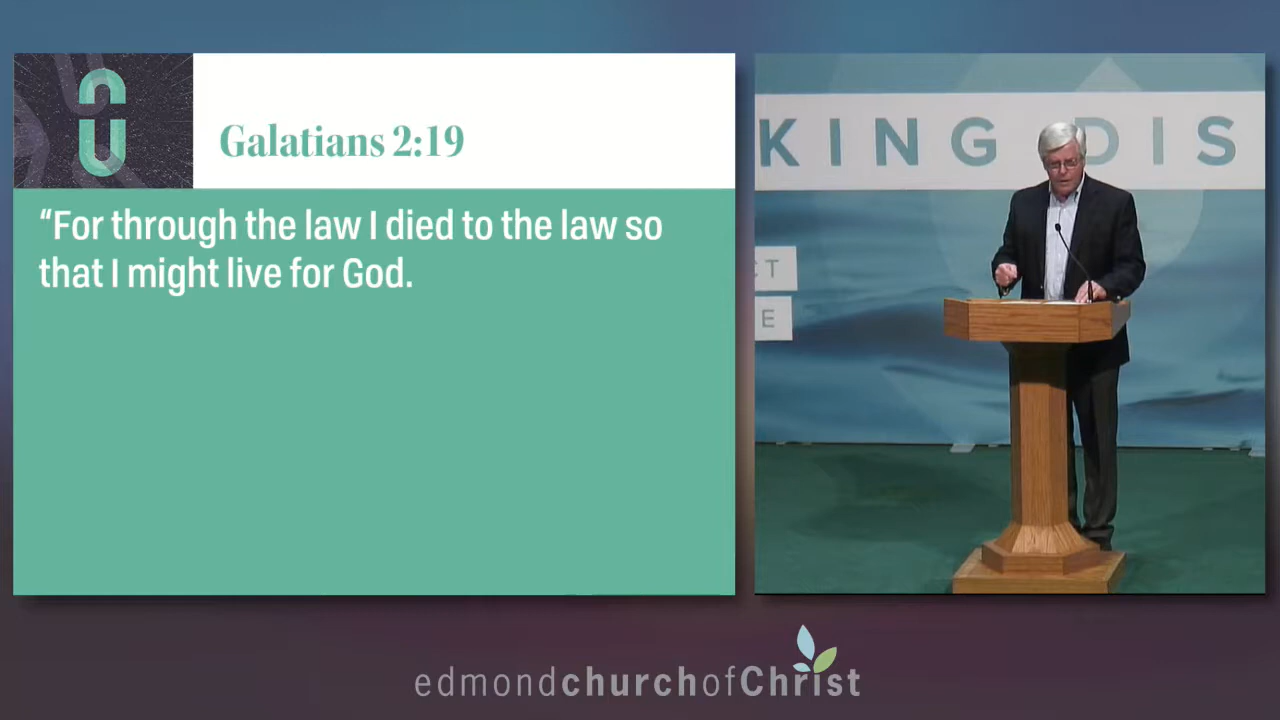 Galatians 2:19
“For through the law I died to the law so
that I might live for God.
KING DIS
CT
E
edmondchurchofChrist